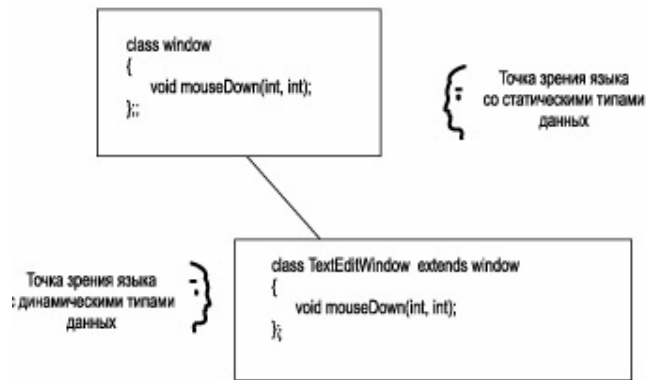 class window
{
void mouseDown(int, int);
};;
Точка зрения языка
со статическими типами
данных
class TextEditWindow extends window
{
void mouseDown(int, int);
};
Точка зрения языка
с динамическими типами
данных